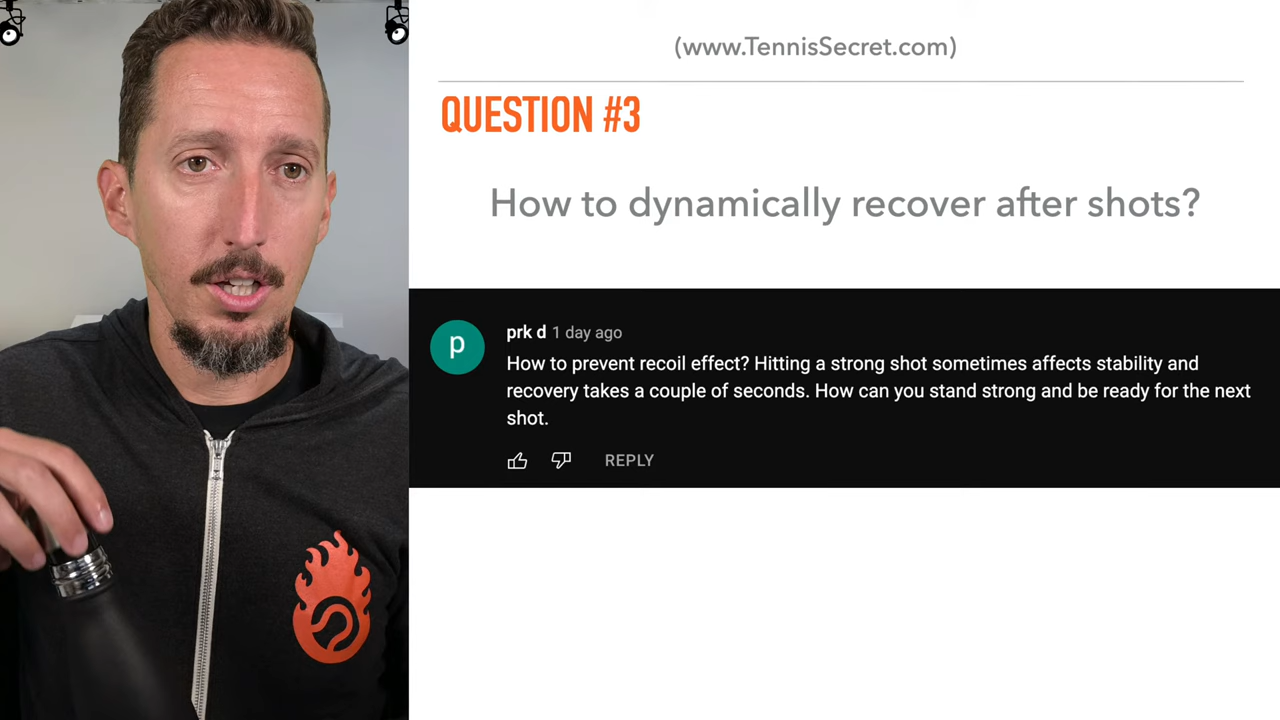 (www.TennisSecret.com)
QUESTION #3
How to dynamically recover after shots?
p
prk d 1 day ago
How to prevent recoil effect? Hitting a strong shot sometimes affects stability and
recovery takes a couple of seconds. How can you stand strong and be ready for the next
shot.
REPLY